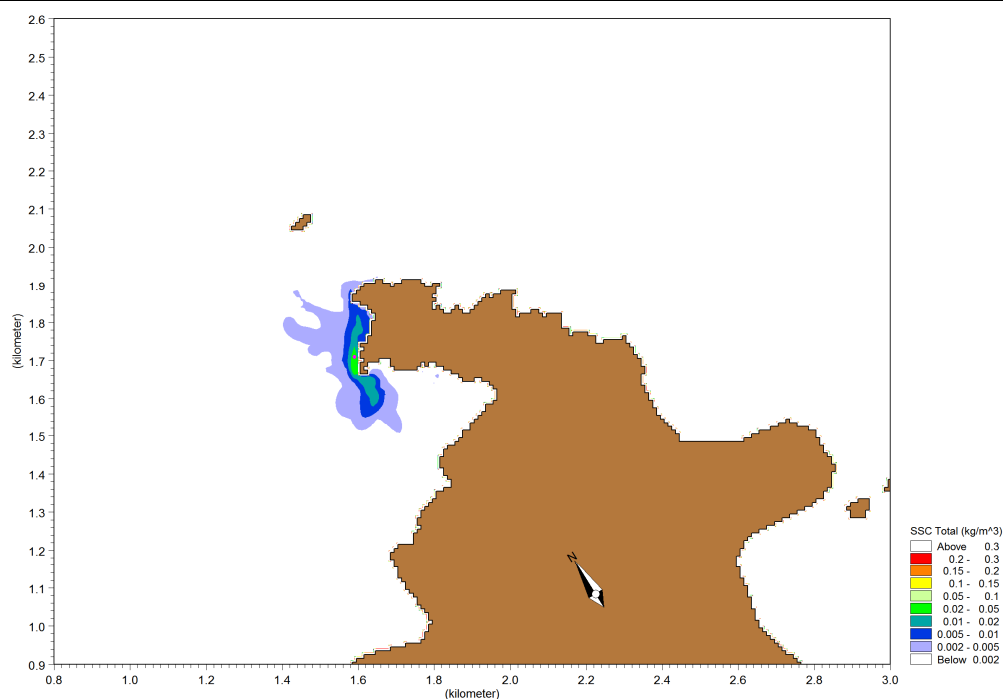 2.6
2.5
2.4
2.3
2.2
2.1
2.0
1.9
1.8
1.7
1.6
1.5
1.4
1.3
1.2
1.1
1.0
0.9
(kilometer)
0.8 1.0 1.2 1.4 1.6 1.8 2.0 2.2 2.4 2.6 2.8 3.0
(kilometer)
N
SSC Total (kg/m^3)
Above 0.3
0.2 - 0.3
0.15 - 0.2
0.1 - 0.15
0.05 - 0.1
0.02 - 0.05
0.01 - 0.02
0.005 - 0.01
0.002 - 0.005
Below 0.002